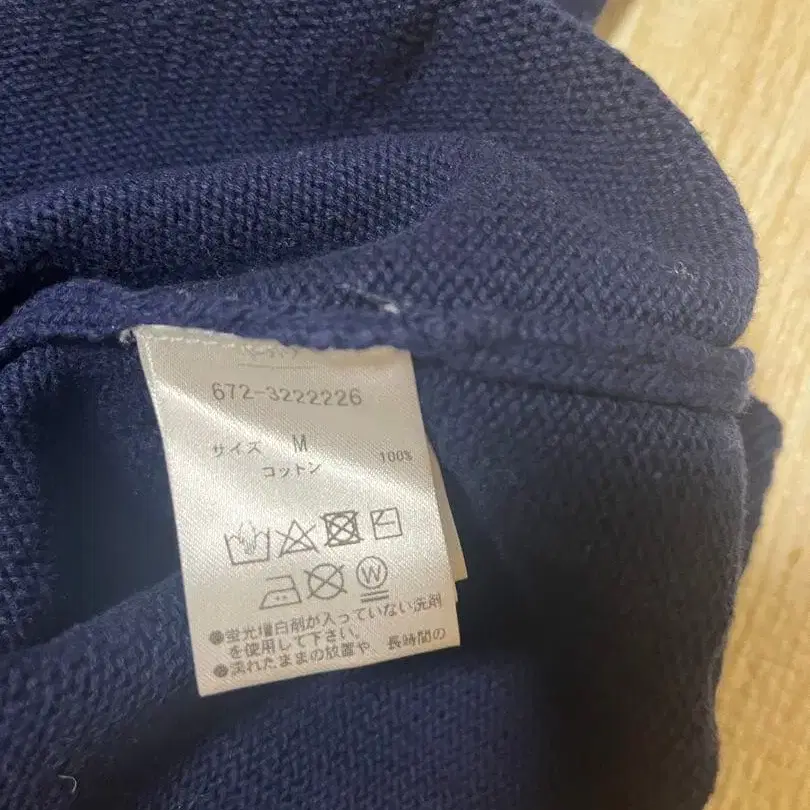 672-3222226
サイズ M
コットン 100%
W
●蛍光増白剤が入っていない洗剤
を使用して下さい。
●濡れたままの放置や 長時間の